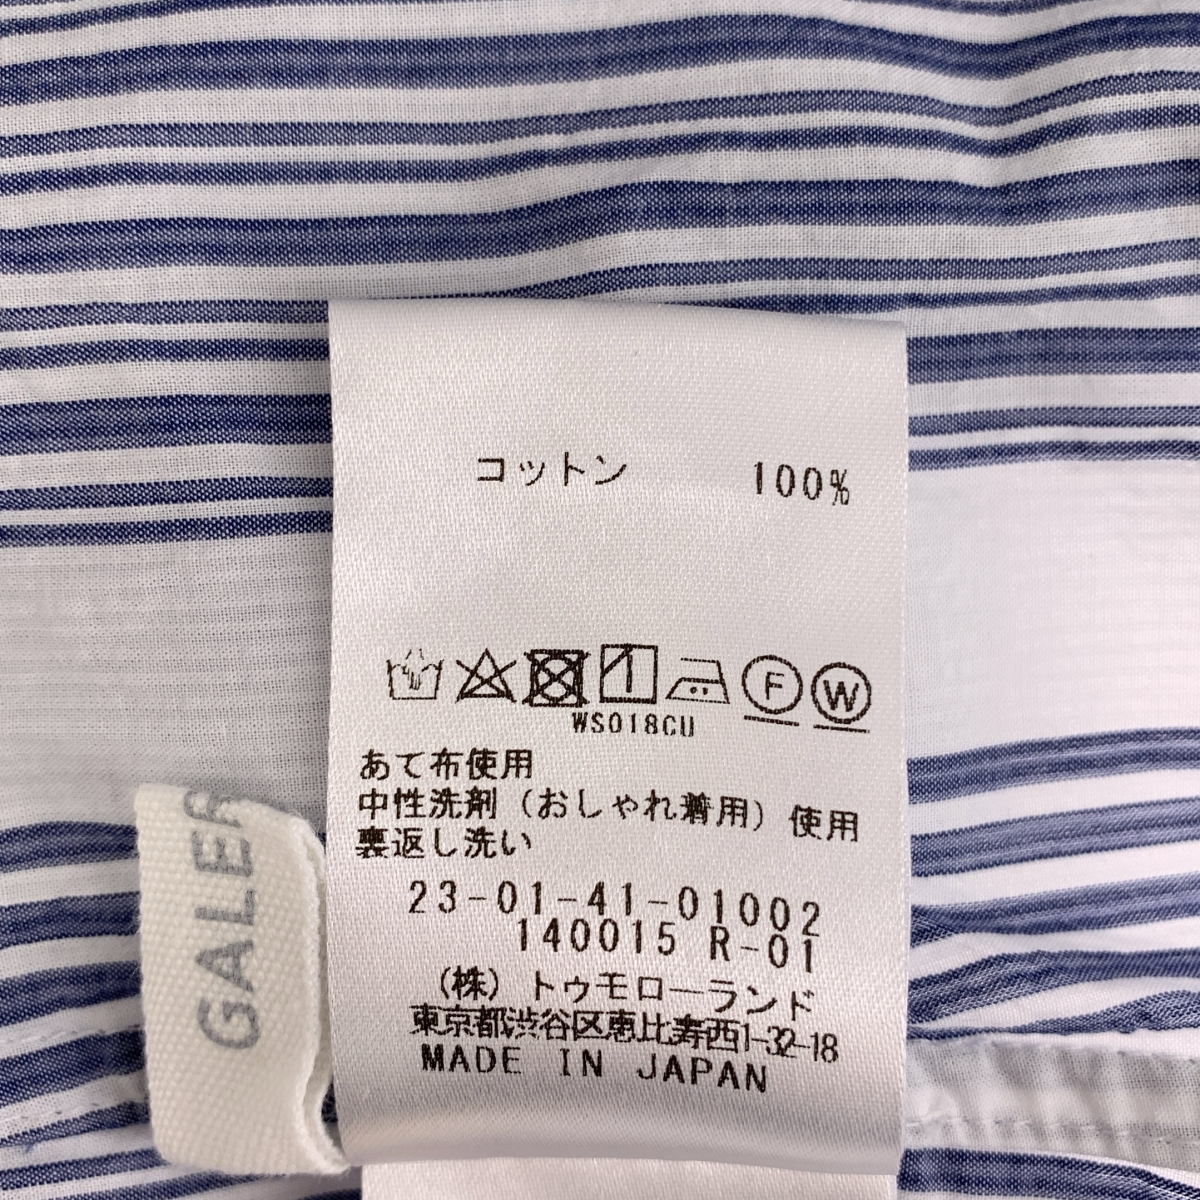 コットン 100%
F W
WS018CU
あて布使用
中性洗剤（おしゃれ着用）使用
裏返し洗い
23-01-41-01002
140015 R-01
（株）トゥモローランド
東京都渋谷区恵比寿西1-32-18
MADE IN JAPAN
GALER